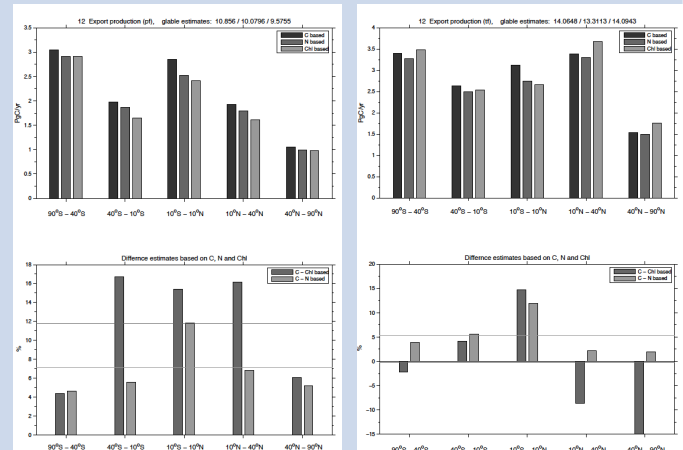 12 Export production (pf), glable estimates: 10.856 / 10.0796 / 9.5755
C based
N based
Chl based
PgC/yr
3.5
3
2.5
2
1.5
1
0.5
0
90°S – 40°S 40°S – 10°S 10°S – 10°N 10°N – 40°N 40°N – 90°N
12 Export production (tf), glable estimates: 14.0648 / 13.3113 / 14.0943
C based
N based
Chl based
PgC/yr
4
3.5
3
2.5
2
1.5
1
0.5
0
90°S – 40°S 40°S – 10°S 10°S – 10°N 10°N – 40°N 40°N – 90°N
Differnce estimates based on C, N and Chl
C – Chl based
C – N based
%
18
16
14
12
10
8
6
4
2
0
90°S – 40°S 40°S – 10°S 10°S – 10°N 10°N – 40°N 40°N – 90°N
Differnce estimates based on C, N and Chl
C – Chl based
C – N based
%
20
15
10
5
0
−5
−10
−15